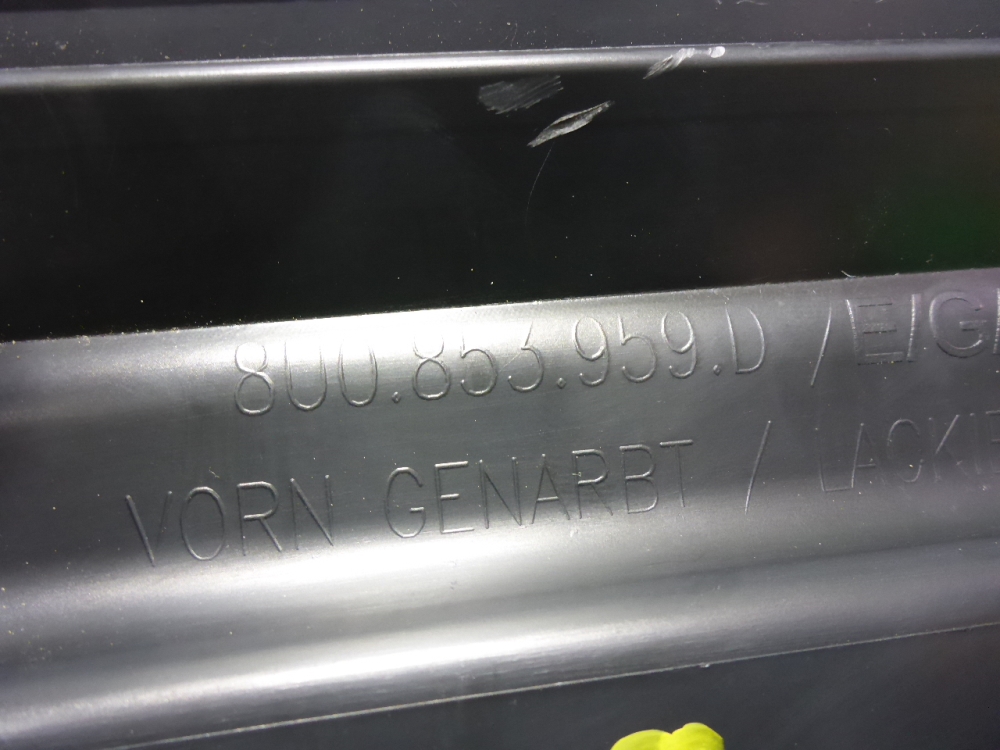 8U0.853.959.D /
VORN GENARBT /